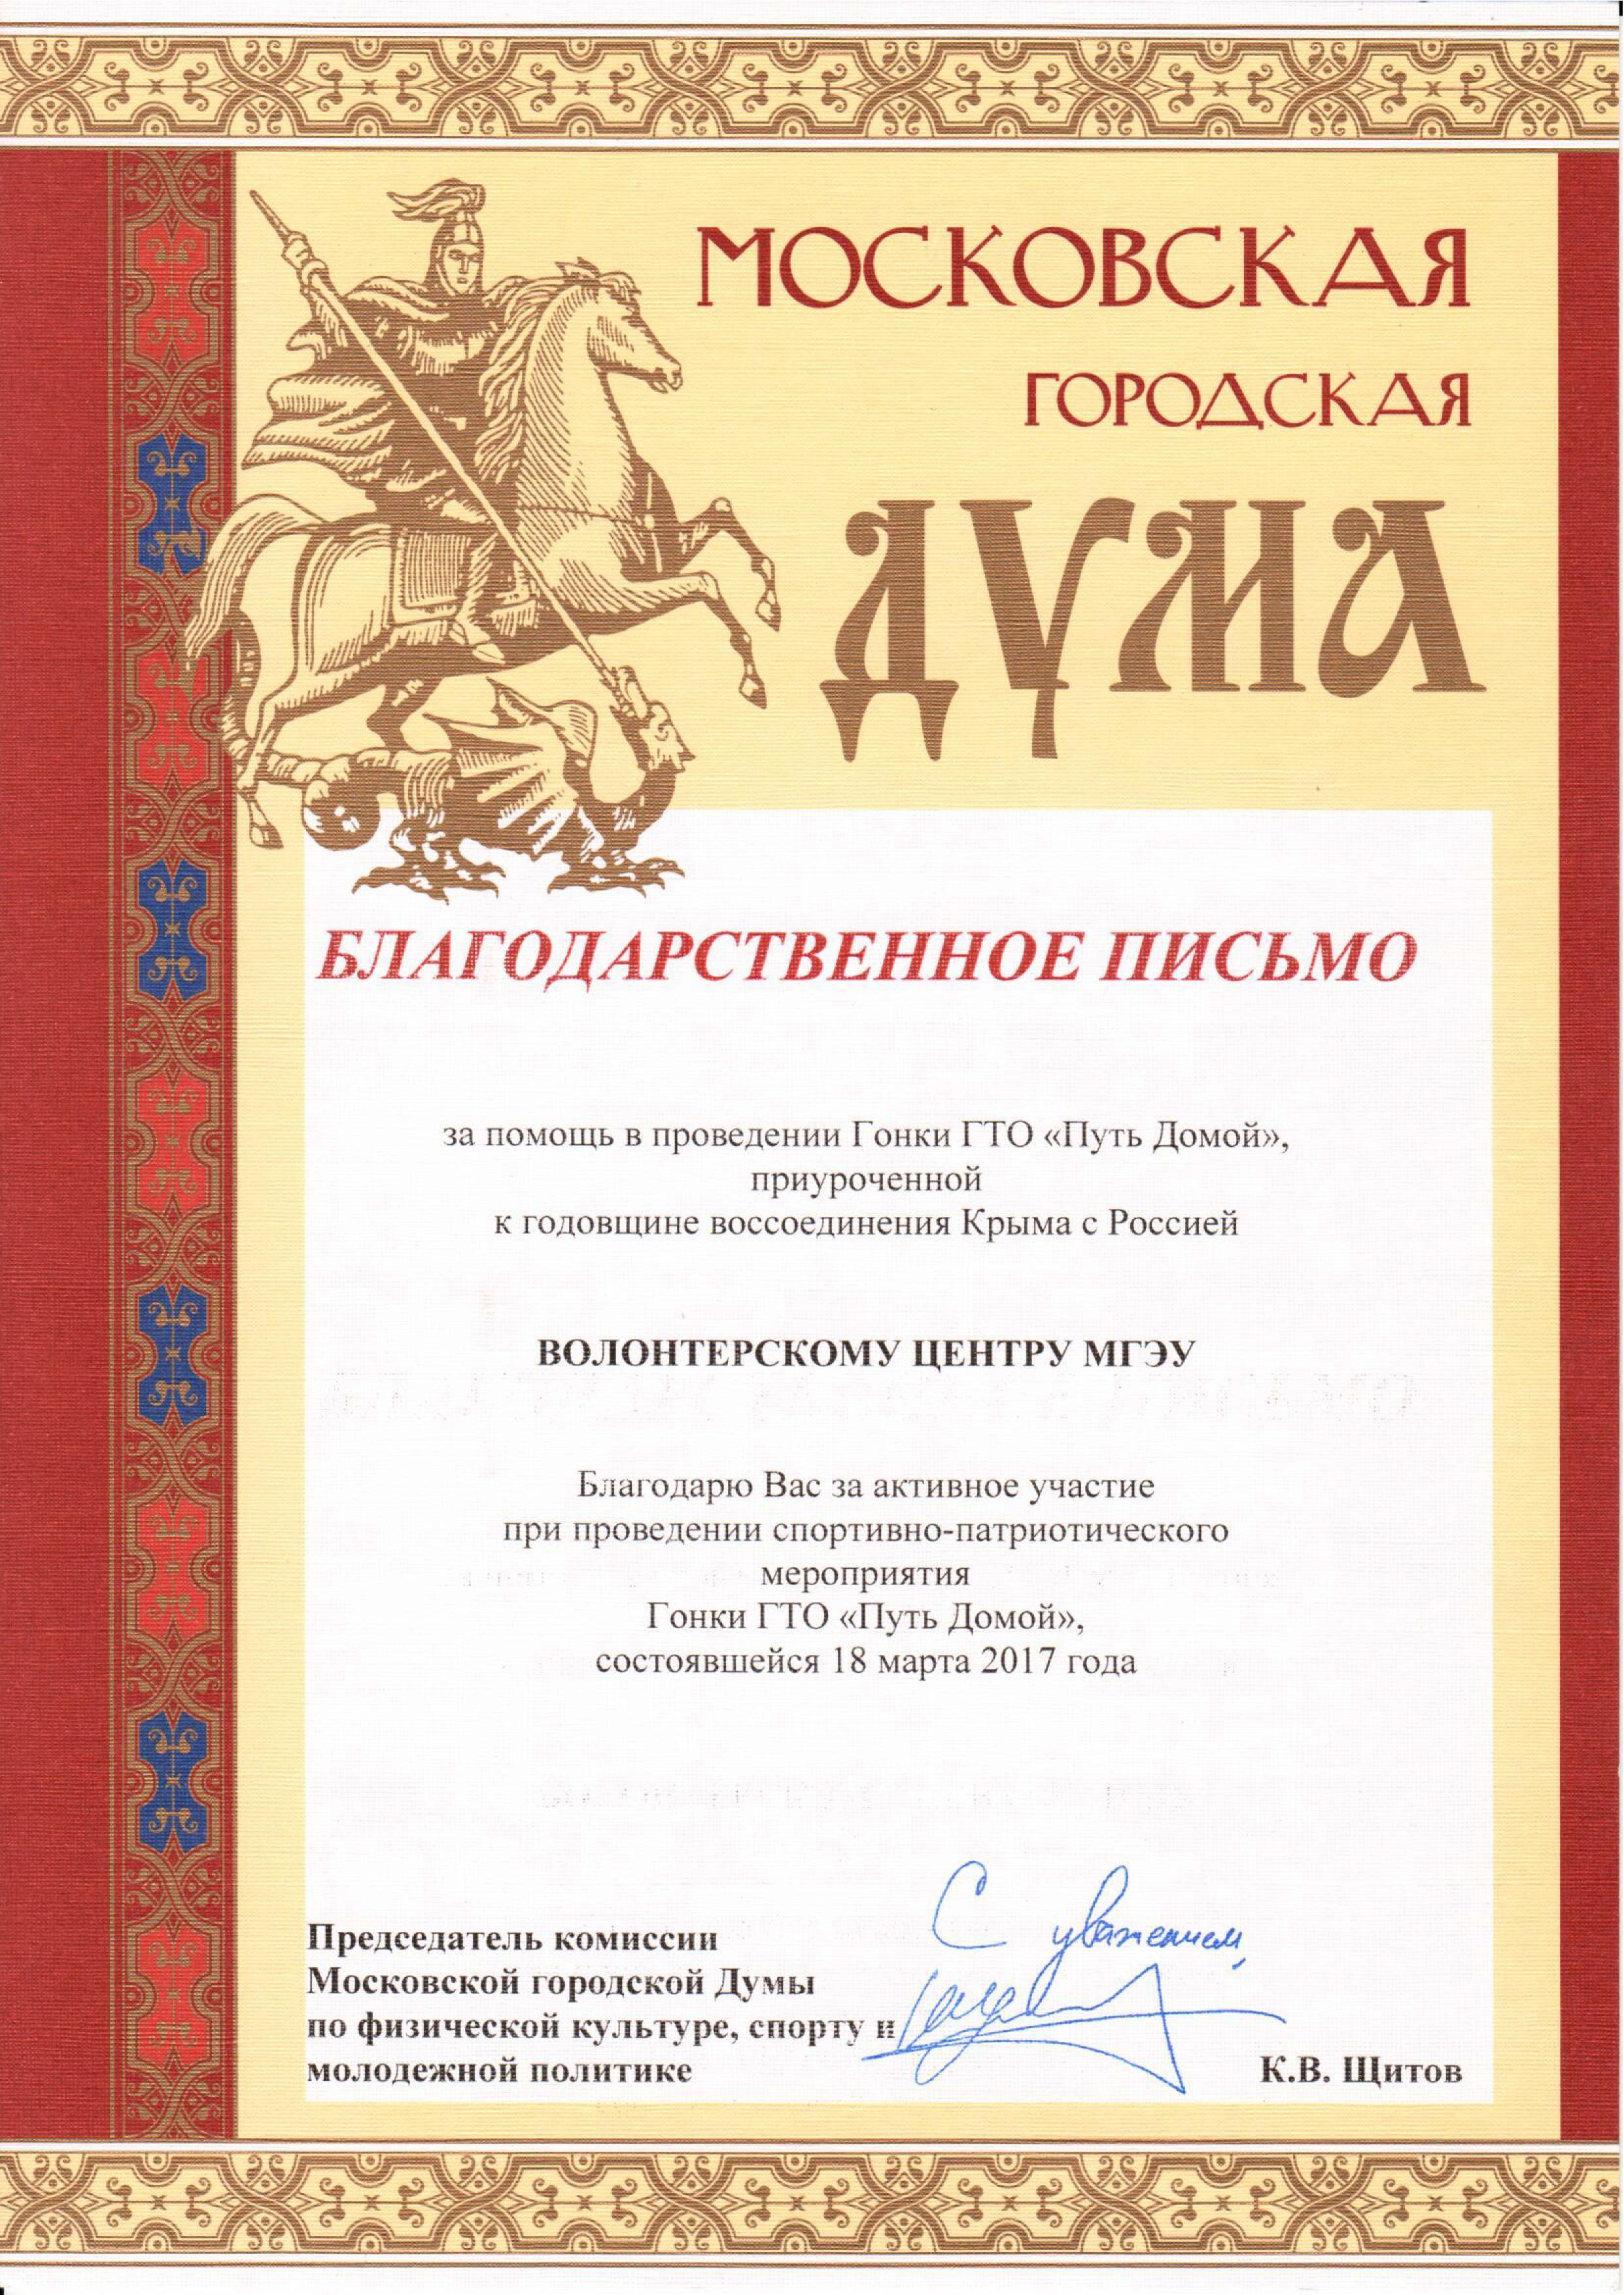 МОСКОВСКАЯ
ГОРОДСКАЯ
ДУМА
БЛАГОДАРСТВЕННОЕ ПИСЬМО
за помощь в проведении Гонки ГТО «Путь Домой»,
приуроченной
к годовщине воссоединения Крыма с Россией
ВОЛОНТЕРСКОМУ ЦЕНТРУ МГЭУ
Благодарю Вас за активное участие
при проведении спортивно-патриотического
мероприятия
Гонки ГТО «Путь Домой»,
состоявшейся 18 марта 2017 года
С уважением,
Председатель комиссии
Московской городской Думы
по физической культуре, спорту и
молодежной политике
К.В. Щитов